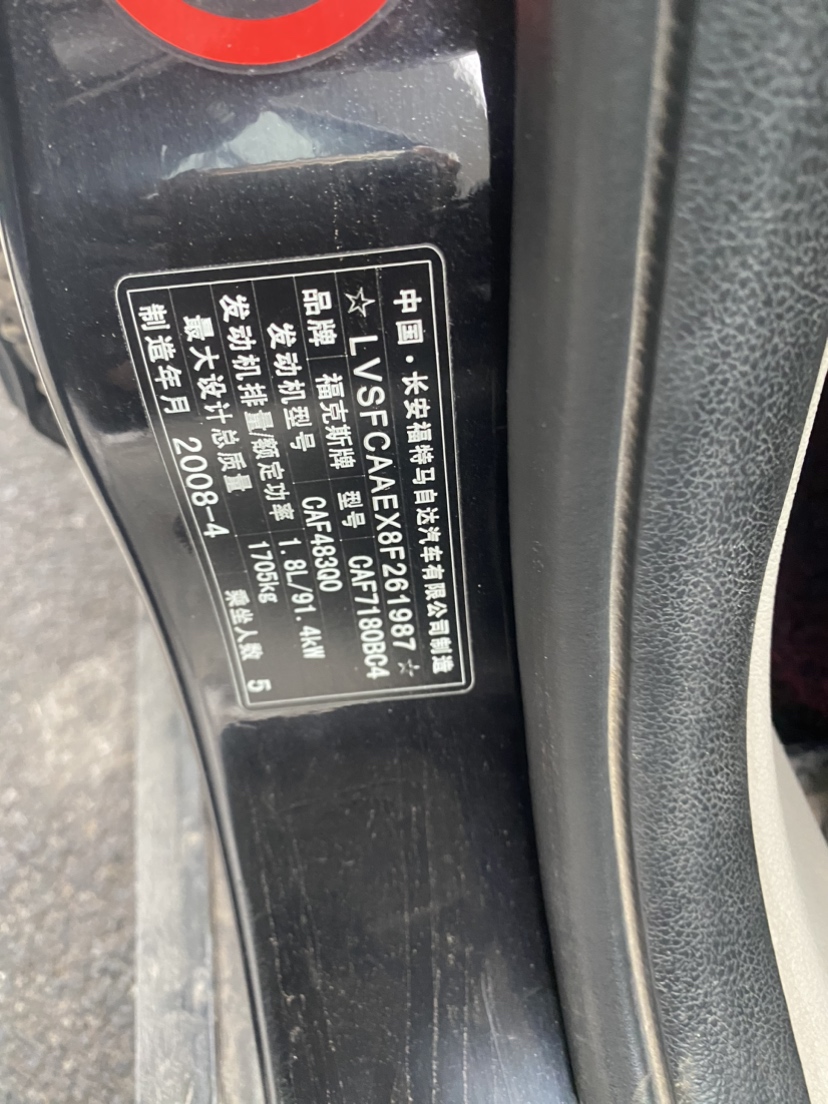 中国·长安福特马自达汽车有限公司制造
☆LVSFCAAEX8F261987☆
品牌 福克斯牌 型号 CAF7180BC4
发动机型号 CAF483Q0
发动机排量/额定功率 1.8L/91.4kW
最大设计总质量 1705kg
制造年月 2008-4 乘坐人数 5